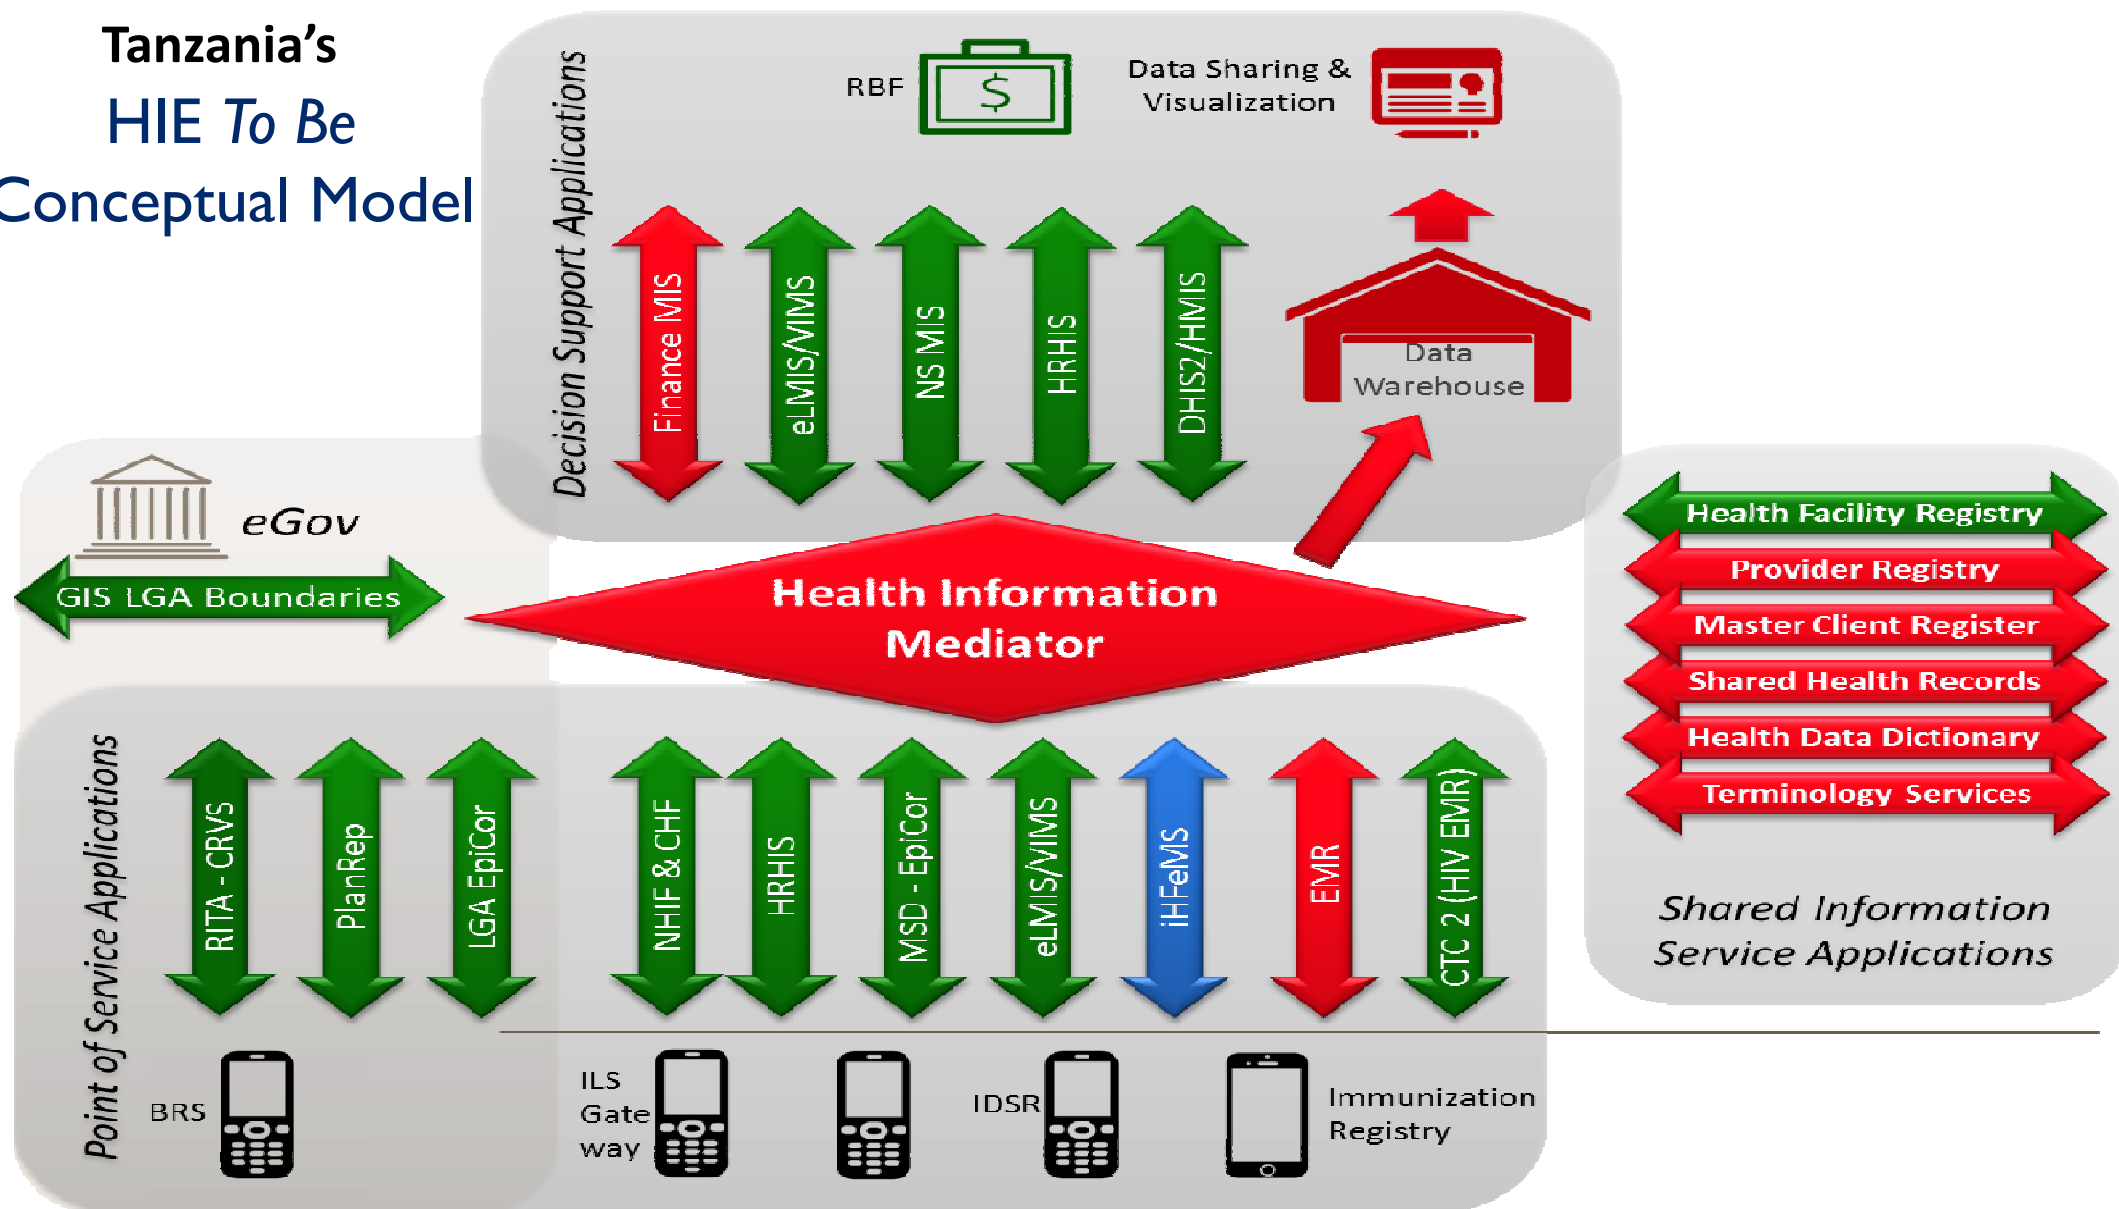 Tanzania's
HIE To Be
Conceptual Model
Decision Support Applications
RBF
$
Data Sharing &
Visualization
Finance MIS
eLMIS/VIMS
NS MIS
HRHIS
DHIS2/HMIS
Data
Warehouse
eGov
GIS LGA Boundaries
Health Information
Mediator
Health Facility Registry
Provider Registry
Master Client Register
Shared Health Records
Health Data Dictionary
Terminology Services
Shared Information
Service Applications
Point of Service Applications
RITA - CRVS
PlanRep
LGA EpiCor
NHIF & CHF
HRHIS
MSD - EpiCor
eLMIS/VIMS
iHFeMS
EMR
CTC 2 (HIV EMR)
BRS
ILS
Gate
way
IDSR
Immunization
Registry